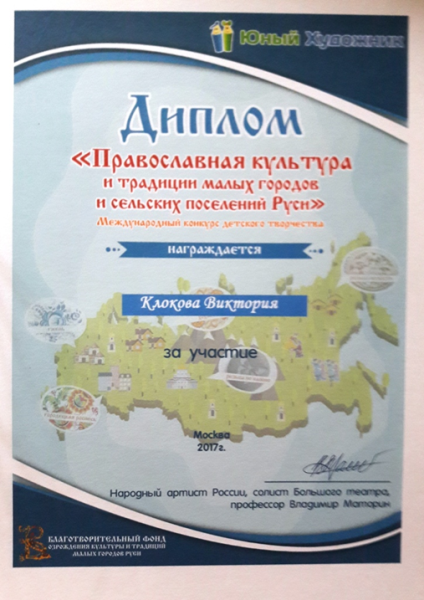 Юный Художник
Диплом
«Православная культура
и традиции малых городов
и сельских поселений Руси»
Международный конкурс детского творчества
награждается
Клокова Виктория
за участие
Москва
2017г.
Народный артист России, солист Большого театра,
профессор Владимир Маторин
Благотворительный фонд
возрождения культуры и традиций
малых городов Руси